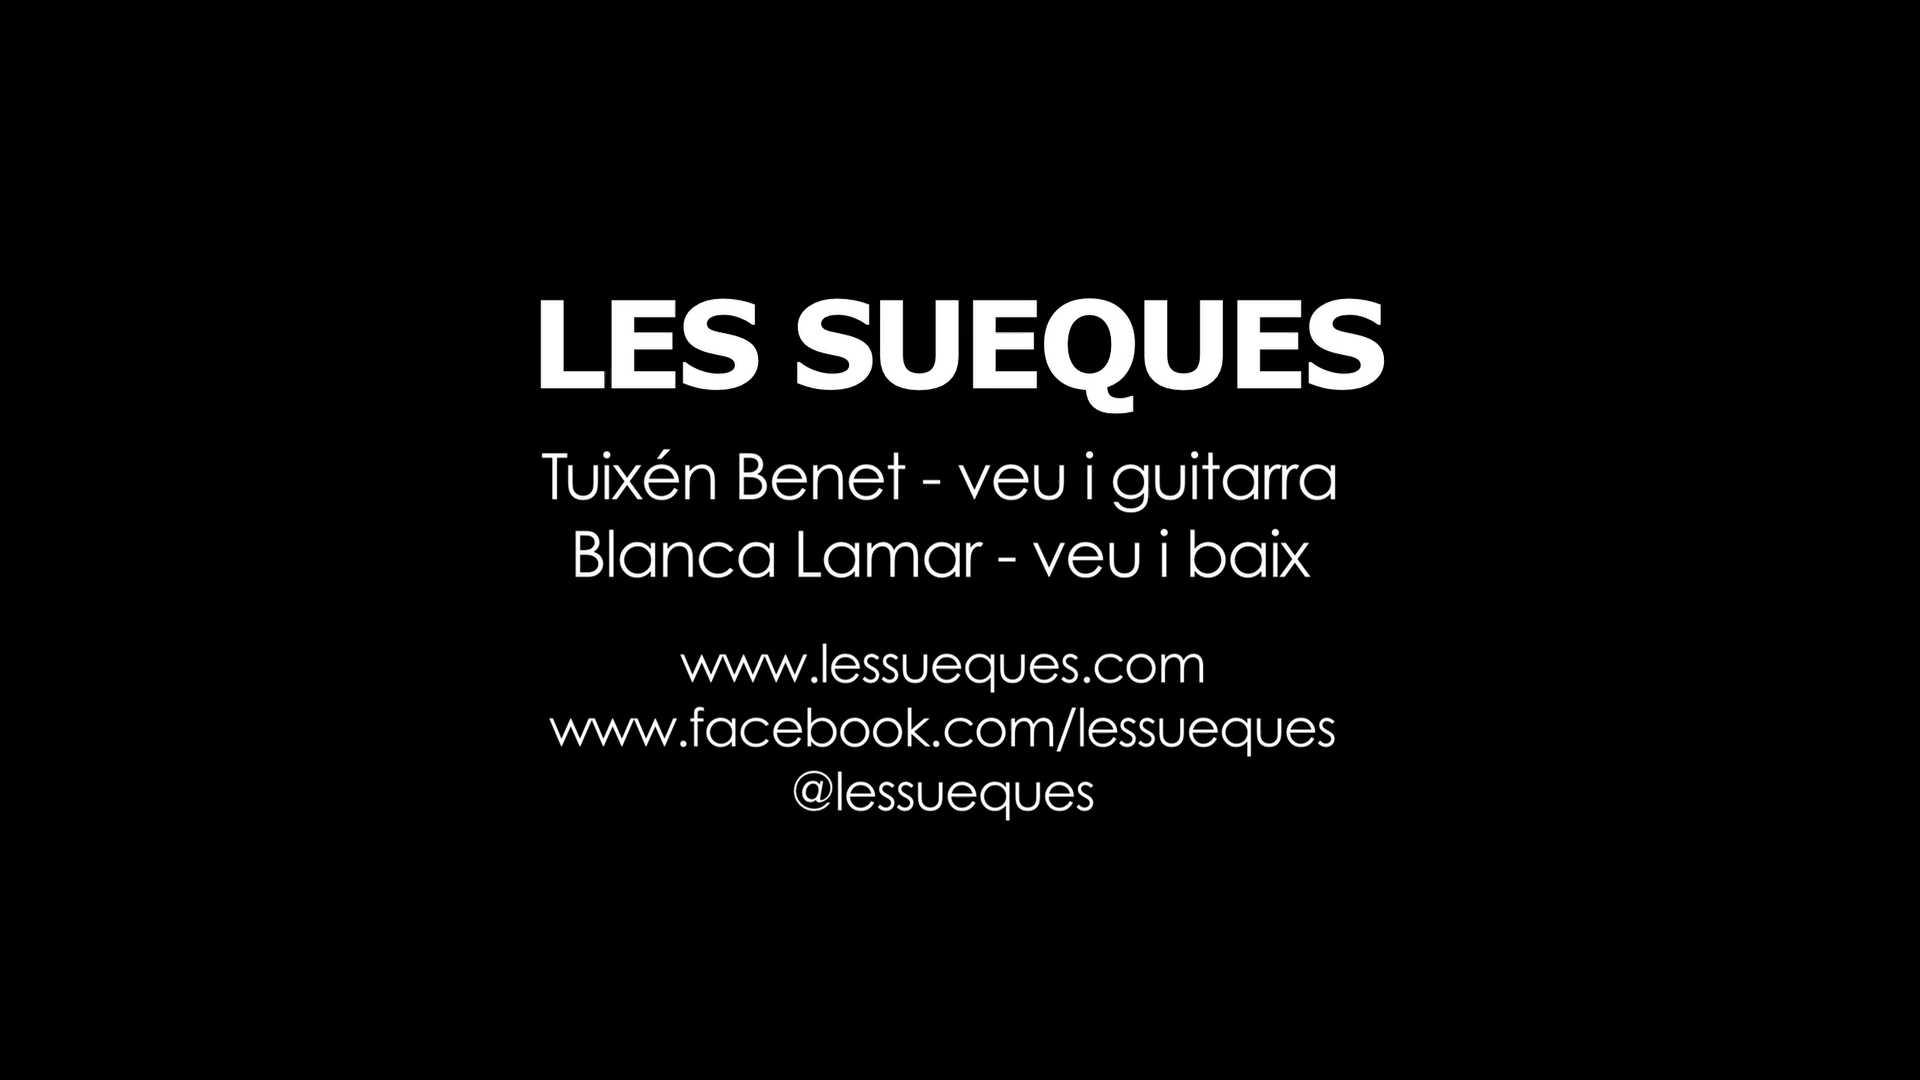 LES SUEQUES
Tuixén Benet - veu i guitarra
Blanca Lamar - veu i baix
www.lessueques.com
www.facebook.com/lessueques
@lessueques